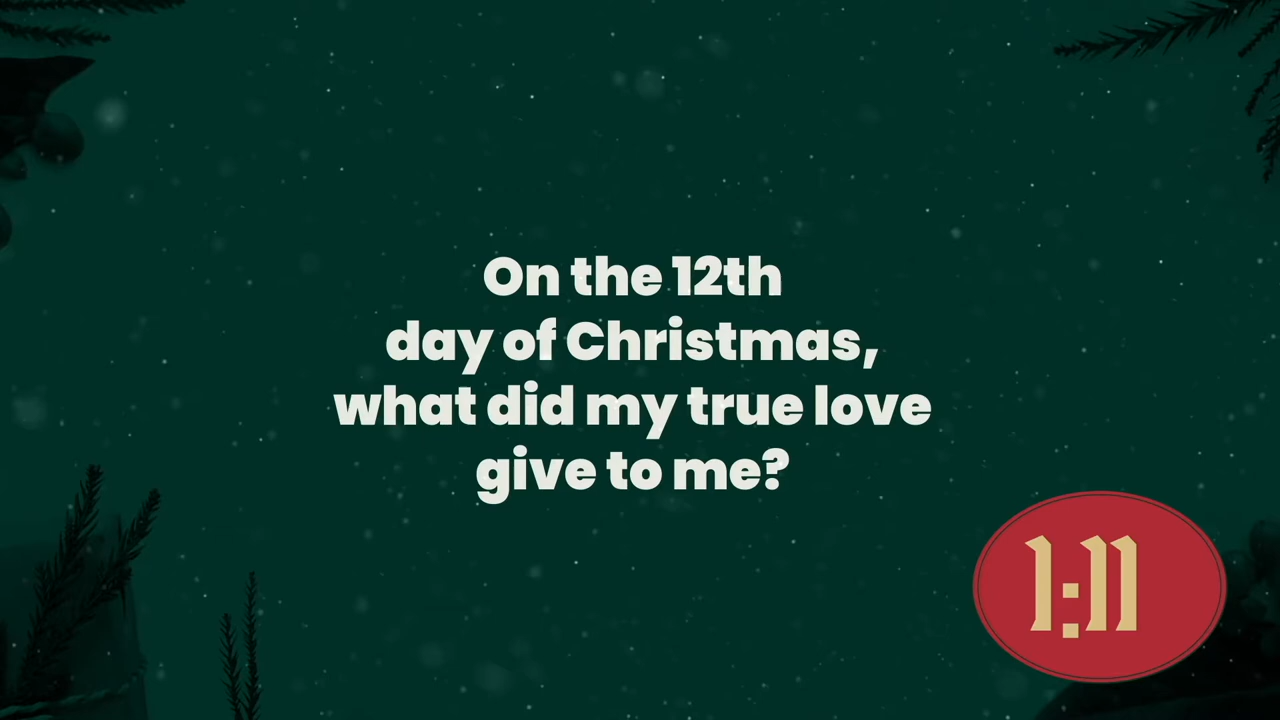 On the 12th
day of Christmas,
what did my true love
give to me?
1:11